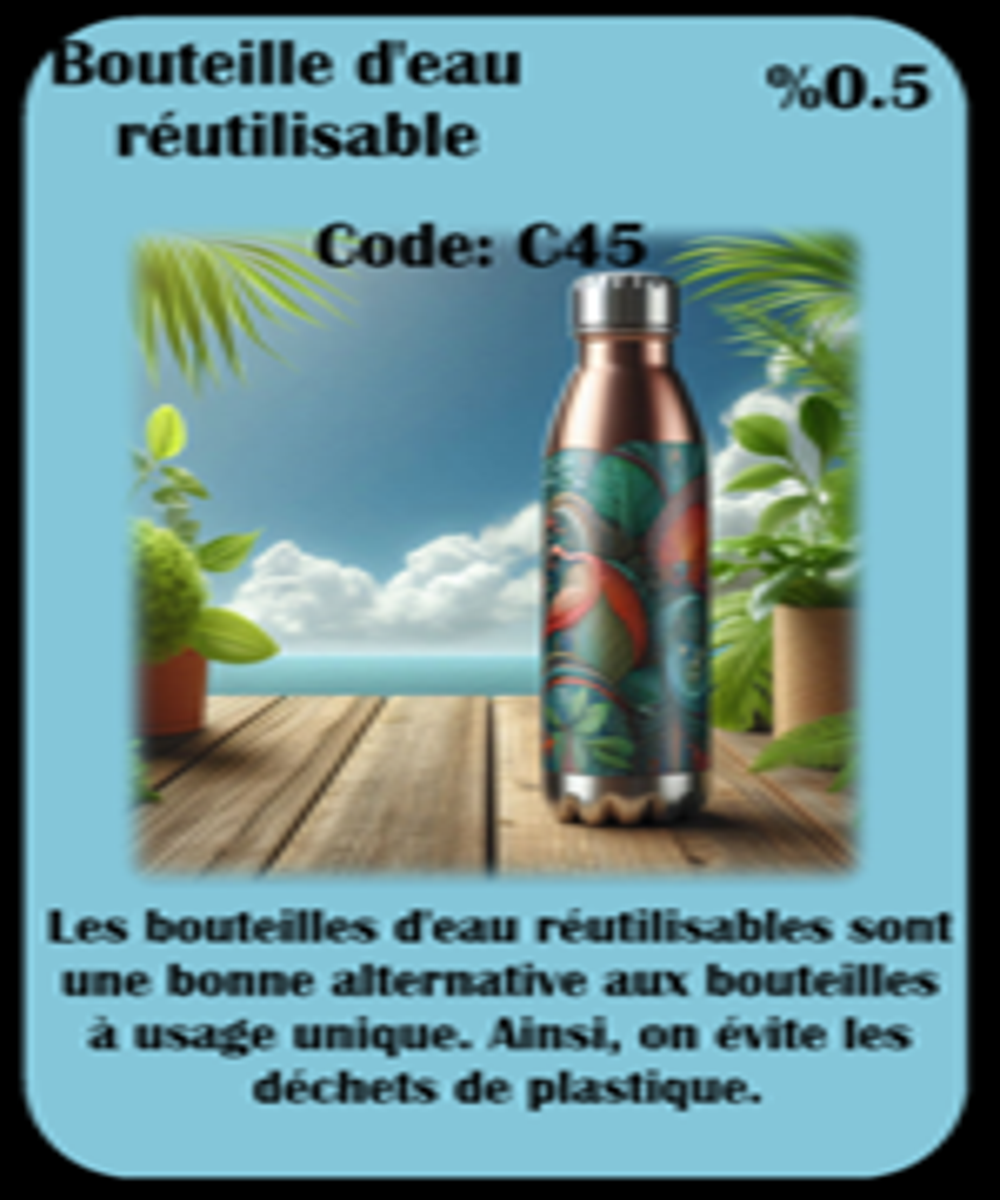 Bouteille d'eau
réutilisable
%0.5
Code: C45
Les bouteilles d'eau réutilisables sont
une bonne alternative aux bouteilles
à usage unique. Ainsi, on évite les
déchets de plastique.